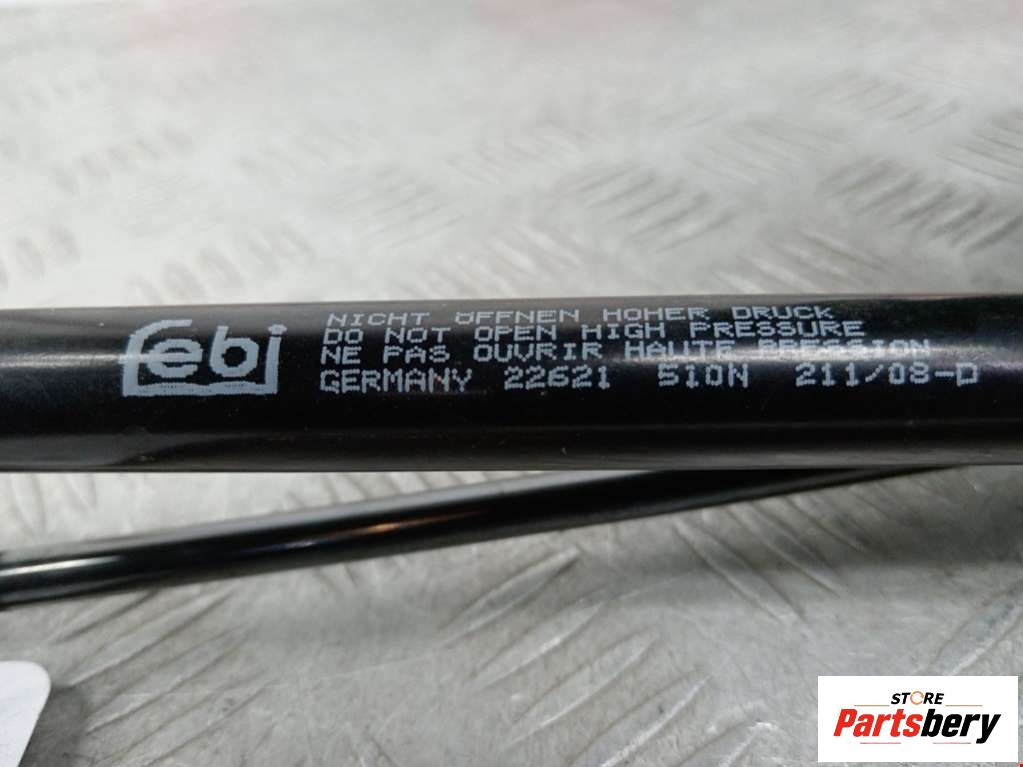 febi
NICHT ÖFFNEN HOHER DRUCK
DO NOT OPEN HIGH PRESSURE
NE PAS OUVRIR HAUTE PRESSION
GERMANY 22621 510N 211/08-D
STORE
Partsbery